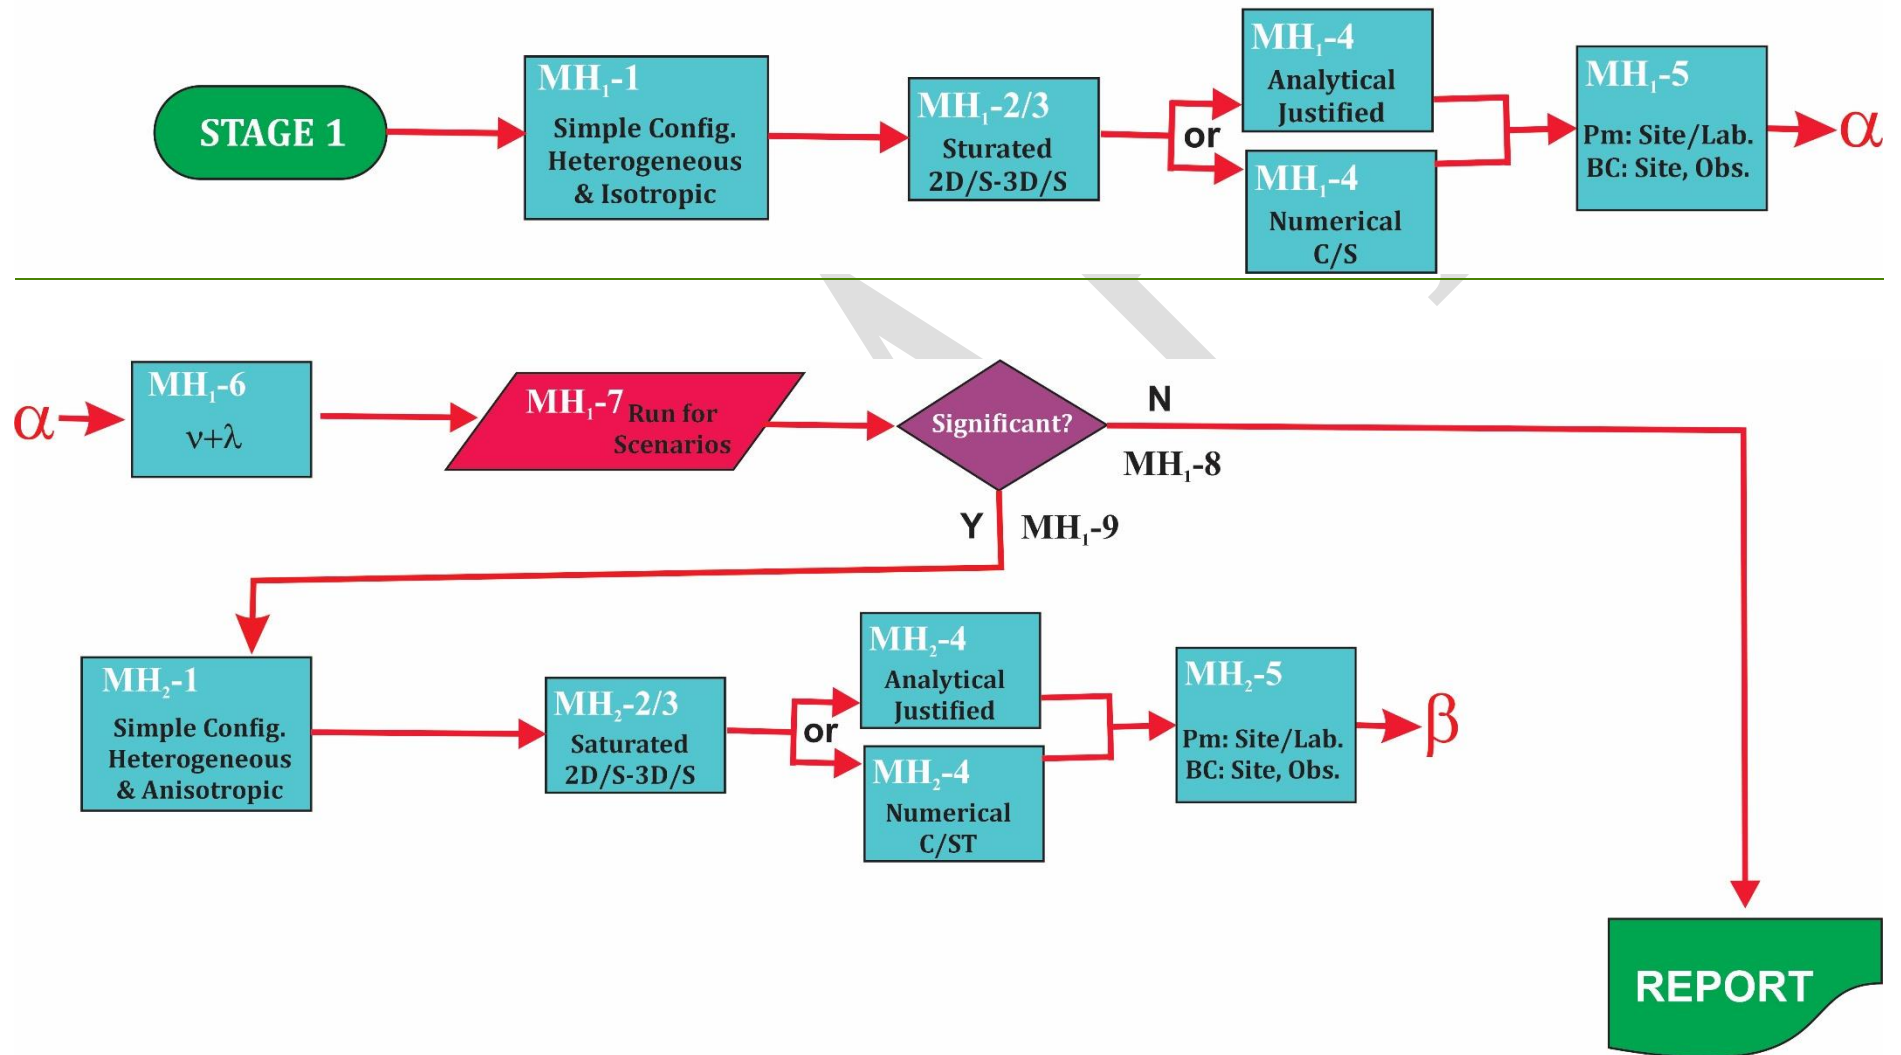 STAGE 1
MH₁-1
Simple Config.
Heterogeneous
& Isotropic
MH₁-2/3
Sturated
2D/S-3D/S
or
MH₁-4
Analytical
Justified
MH₁-4
Numerical
C/S
MH₁-5
Pm: Site/Lab.
BC: Site, Obs.
α
α
MH₁-6
ν+λ
MH₁-7 Run for
Scenarios
Significant?
N
MH₁-8
Y
MH₁-9
MH₂-1
Simple Config.
Heterogeneous
& Anisotropic
MH₂-2/3
Saturated
2D/S-3D/S
or
MH₂-4
Analytical
Justified
MH₂-4
Numerical
C/ST
MH₂-5
Pm: Site/Lab.
BC: Site, Obs.
β
REPORT